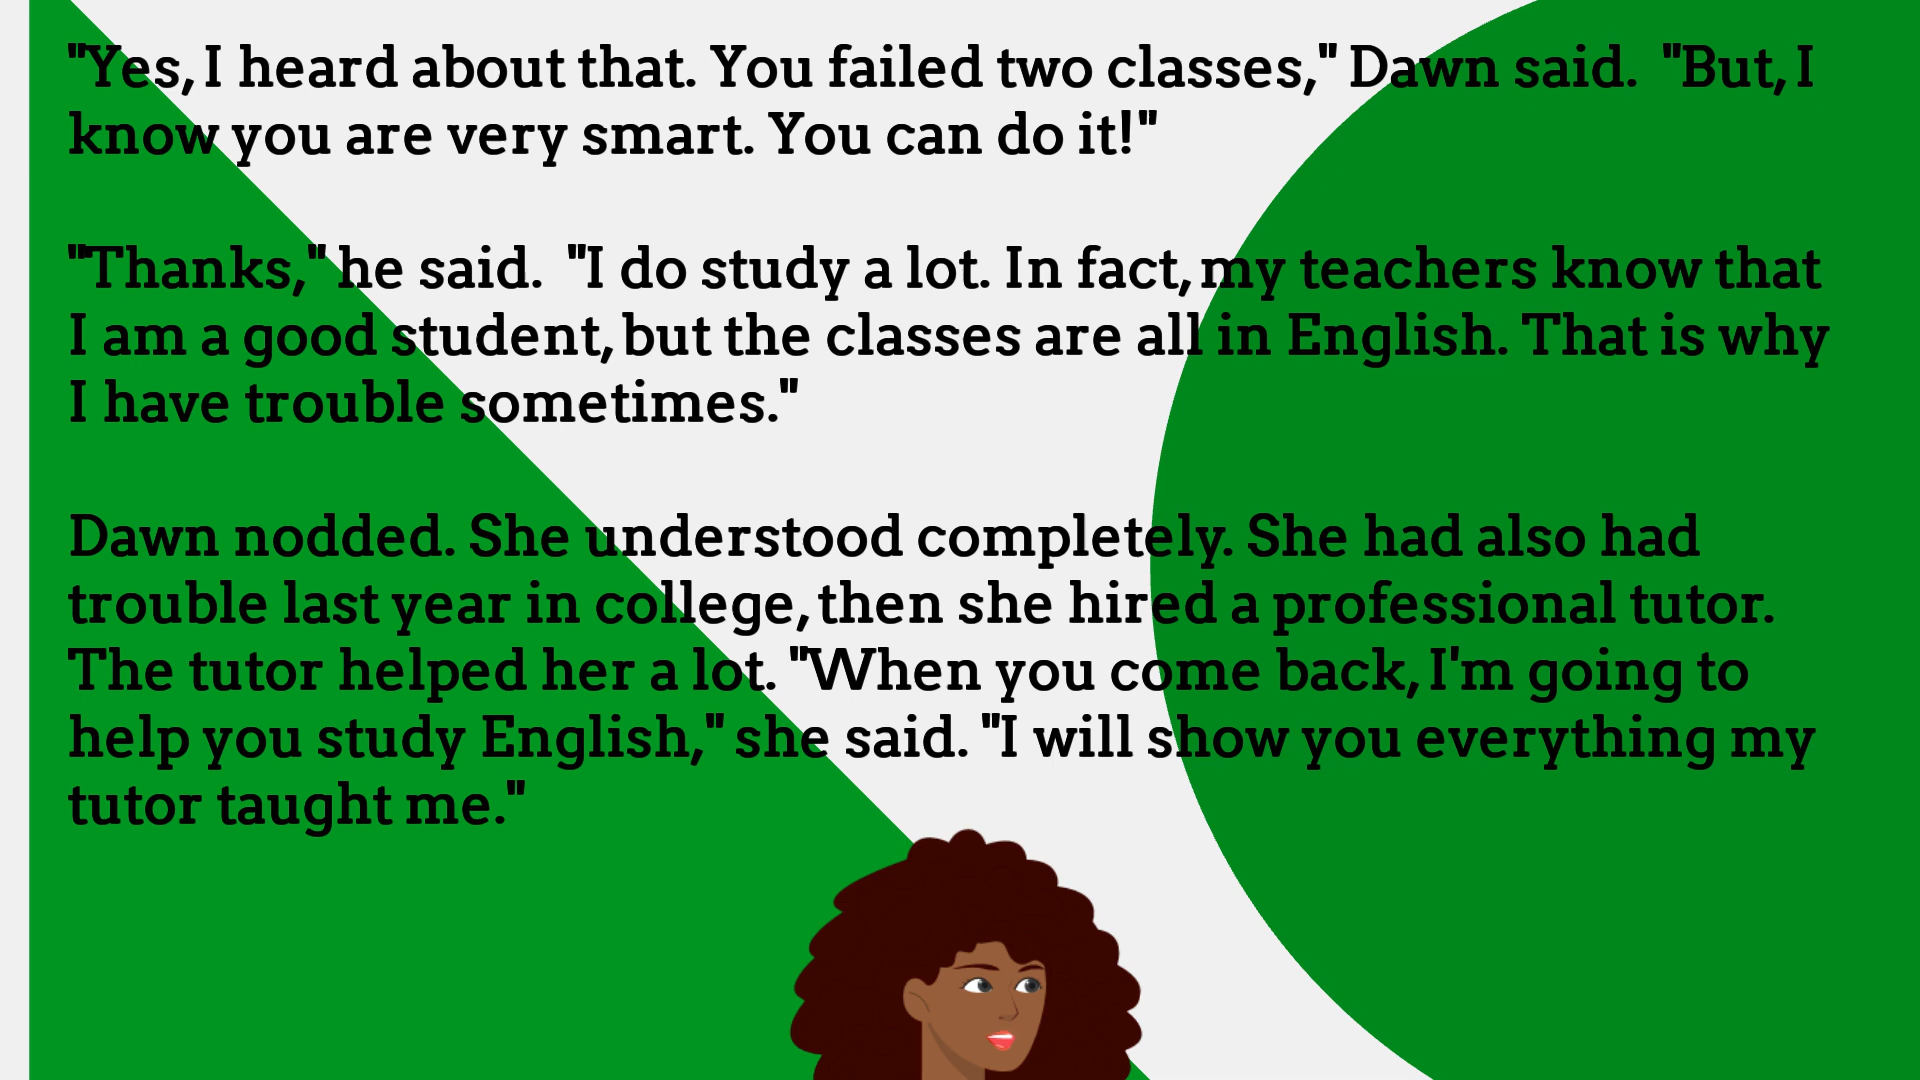 "Yes, I heard about that. You failed two classes," Dawn said.  "But, I
know you are very smart. You can do it!"
"Thanks," he said.  "I do study a lot. In fact, my teachers know that
I am a good student, but the classes are all in English. That is why
I have trouble sometimes."
Dawn nodded. She understood completely. She had also had
trouble last year in college, then she hired a professional tutor.
The tutor helped her a lot. "When you come back, I'm going to
help you study English," she said. "I will show you everything my
tutor taught me."